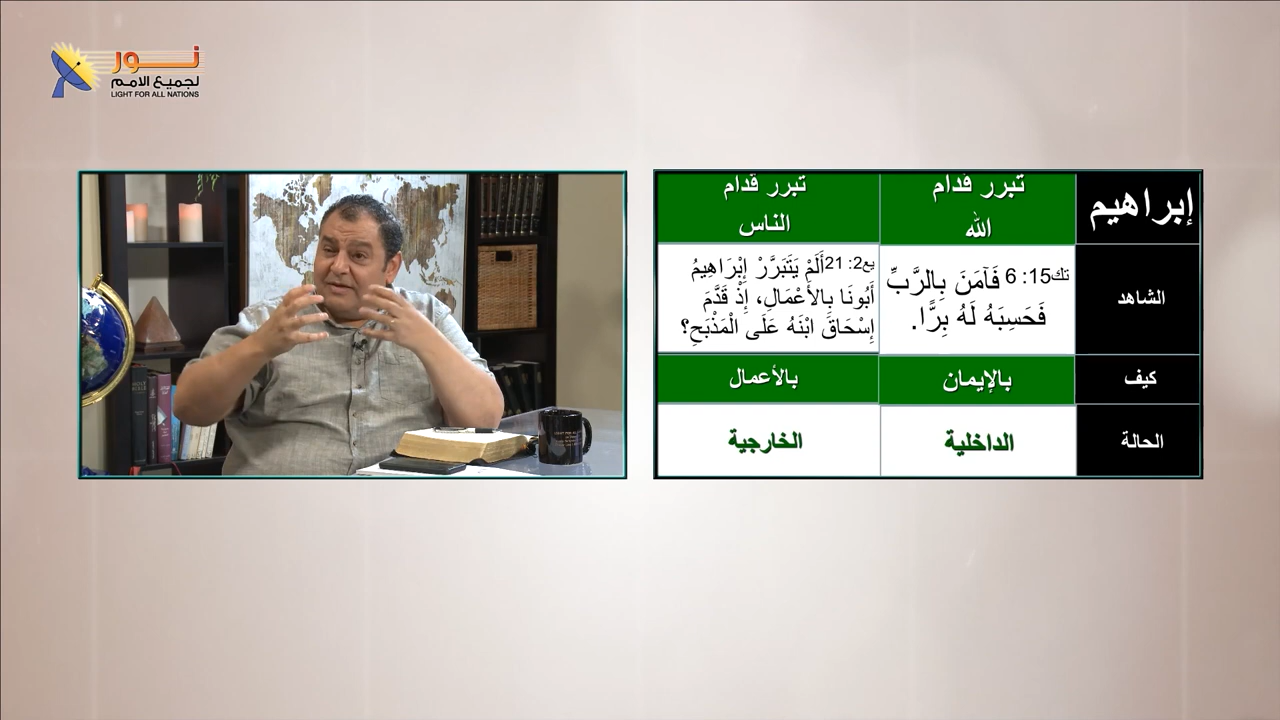 نور
لجميع الامم
LIGHT FOR ALL NATIONS
إبراهيم
تبرر قدام
الله
تبرر قدام
الناس
الشاهد
تك15: 6 فَآمَنَ بِالرَّبِّ
فَحَسِبَهُ لَهُ بِرًّا.
يع2: 21أَلَمْ يَتَبَرَّرْ إِبْرَاهِيمُ
أَبُونَا بِالأَعْمَالِ، إِذْ قَدَّمَ
إِسْحَاقَ ابْنَهُ عَلَى الْمَذْبَحِ؟
كيف
بالإيمان
بالأعمال
الحالة
الداخلية
الخارجية